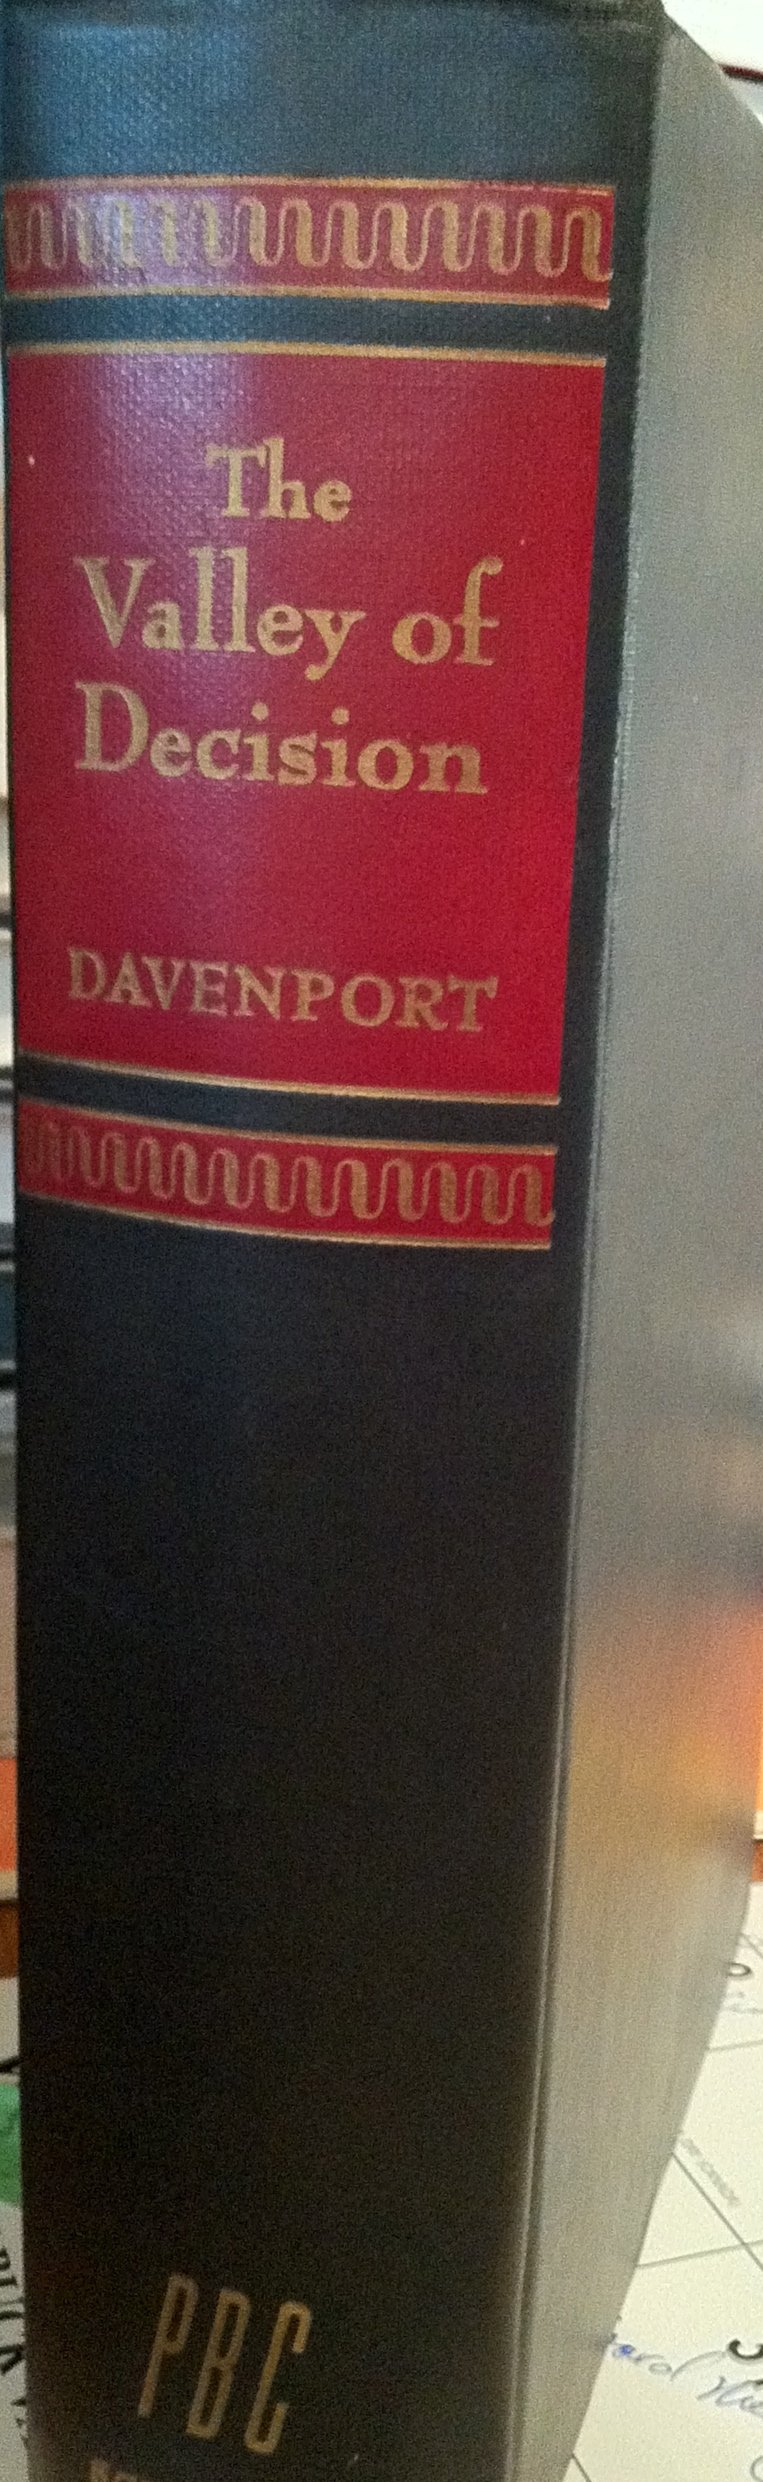 The
Valley of
Decision
DAVENPORT
PBC